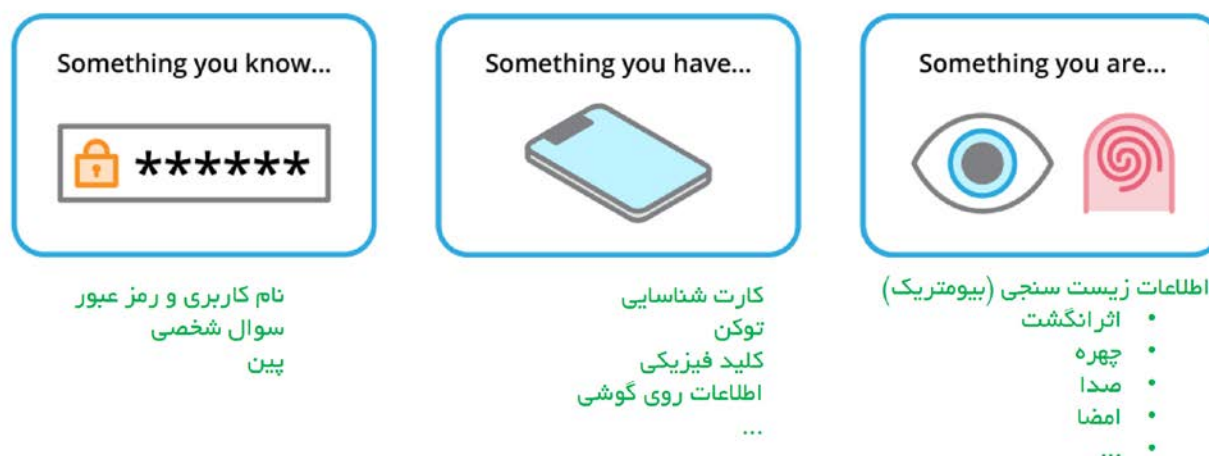 Something you know...
******
نام کاربری و رمز عبور
سوال شخصی
پین
Something you have...
کارت شناسایی
توکن
کلید فیزیکی
اطلاعات روی گوشی
...
Something you are...
اطلاعات زیست سنجی (بیومتریک)
• اثرانگشت
• چهره
• صدا
• امضا
• ...